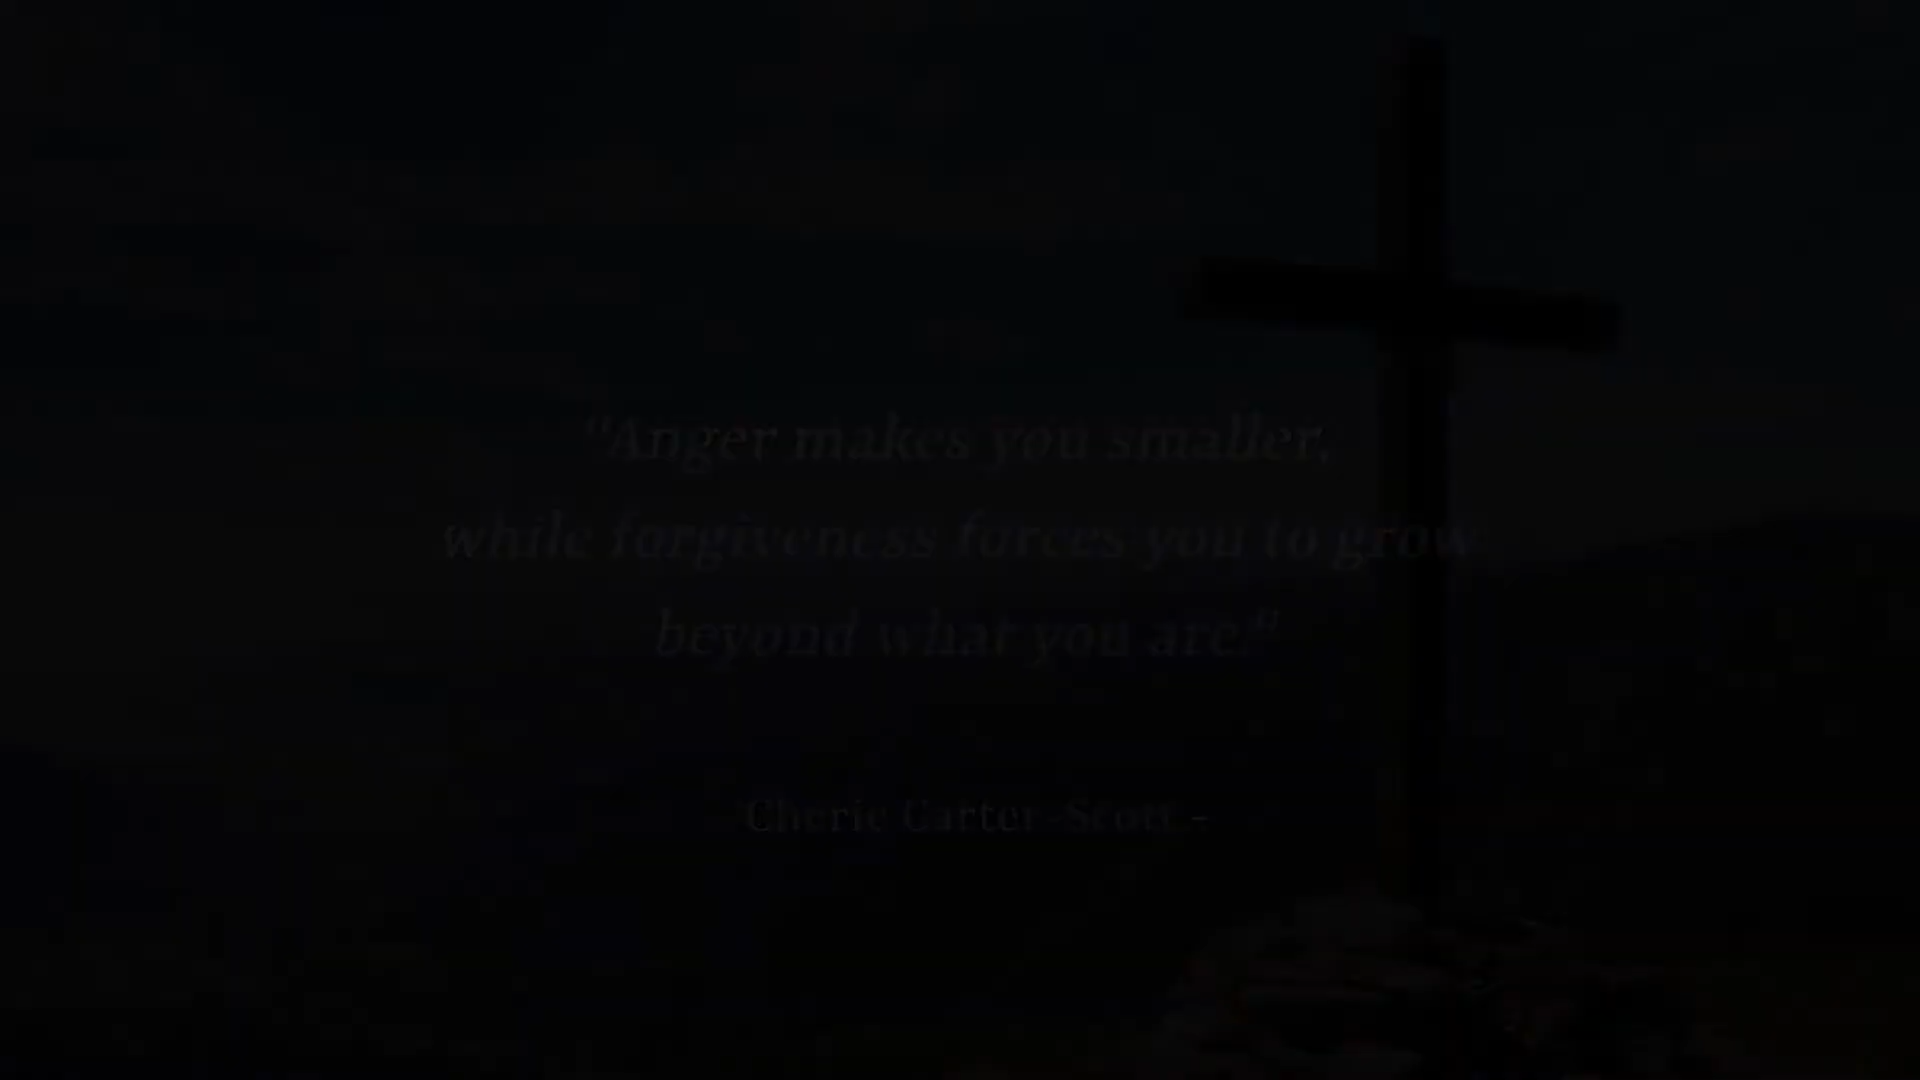 "Anger makes you smaller,
while forgiveness forces you to grow
beyond what you are."
Cherie Carter-Scott -